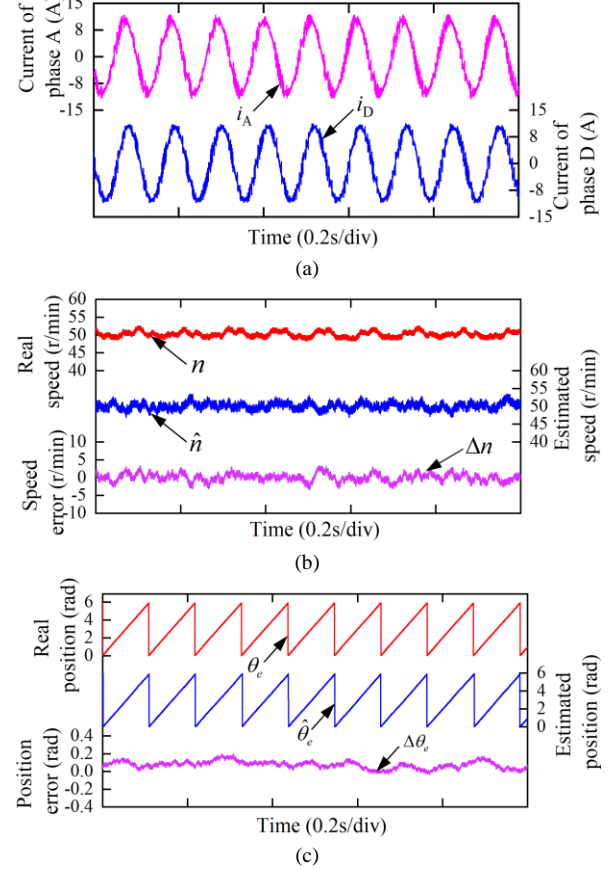 Current of
phase A (A)
15
8
0
-8
-15
i_A
i_D
15
8
0
-8
-15
Current of
phase D (A)
Time (0.2s/div)
(a)
Real
speed (r/min)
60
55
50
45
40
n
n̂
60
55
50
45
40
Estimated
speed (r/min)
Speed
error (r/min)
10
5
0
-5
-10
Δn
Time (0.2s/div)
(b)
Real
position (rad)
6
4
2
0
θ_e
θ̂_e
6
4
2
0
Estimated
position (rad)
Position
error (rad)
0.4
0.2
0.0
-0.2
-0.4
Δθ_e
Time (0.2s/div)
(c)